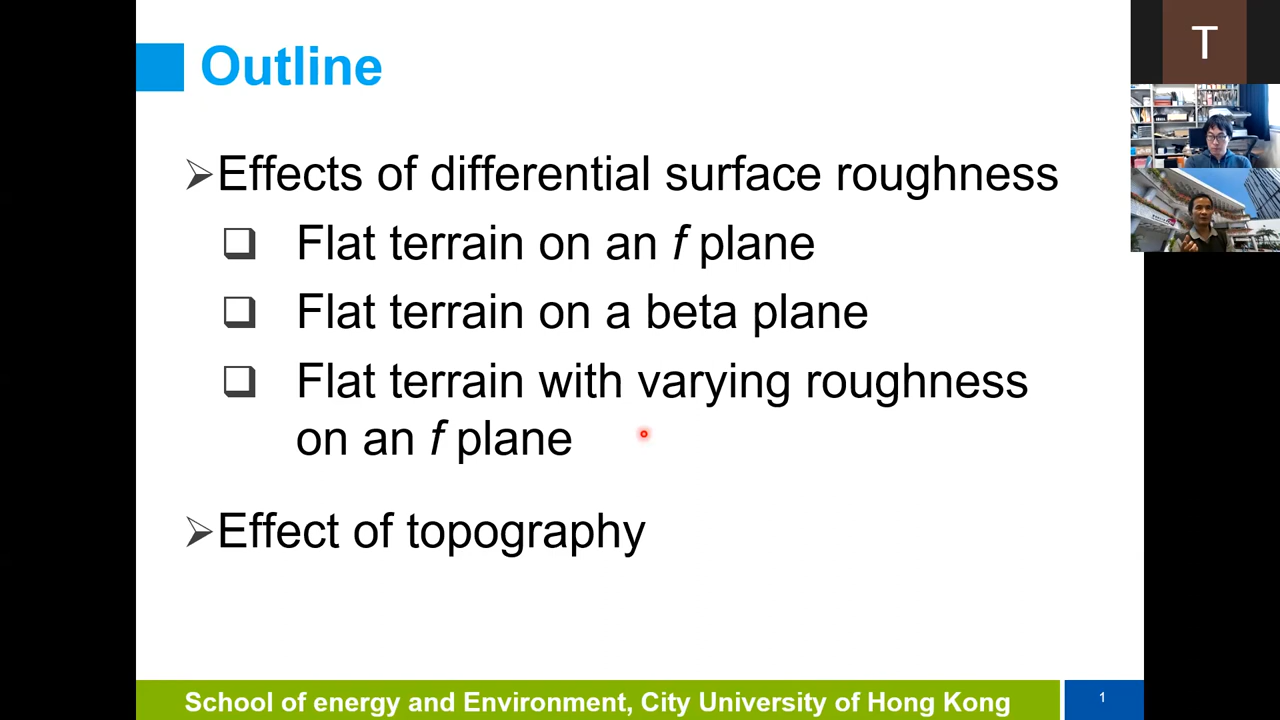 Outline
Effects of differential surface roughness
Flat terrain on an f plane
Flat terrain on a beta plane
Flat terrain with varying roughness
on an f plane
Effect of topography
School of energy and Environment, City University of Hong Kong
1
T